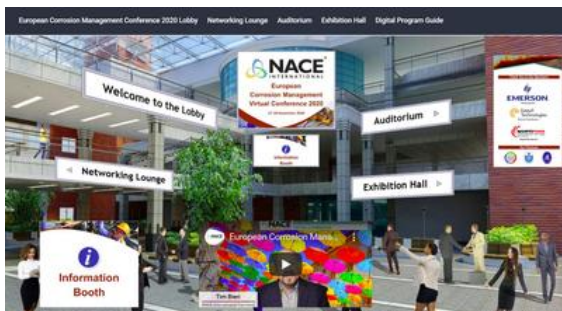 European Corrosion Management Conference 2020 Lobby Networking Lounge Auditorium Exhibition Hall Digital Program Guide
NACE
INTERNATIONAL
European
Corrosion Management
Virtual Conference 2020
Welcome to the Lobby
Auditorium
EMERSON
Technologies
Information
Booth
Networking Lounge
Exhibition Hall
NACE
European Corrosion Mana...
Information
Booth